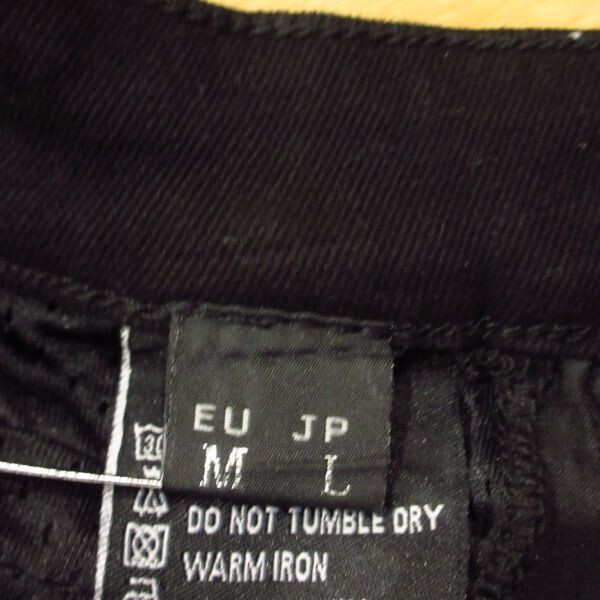 EU JP
M L
DO NOT TUMBLE DRY
WARM IRON